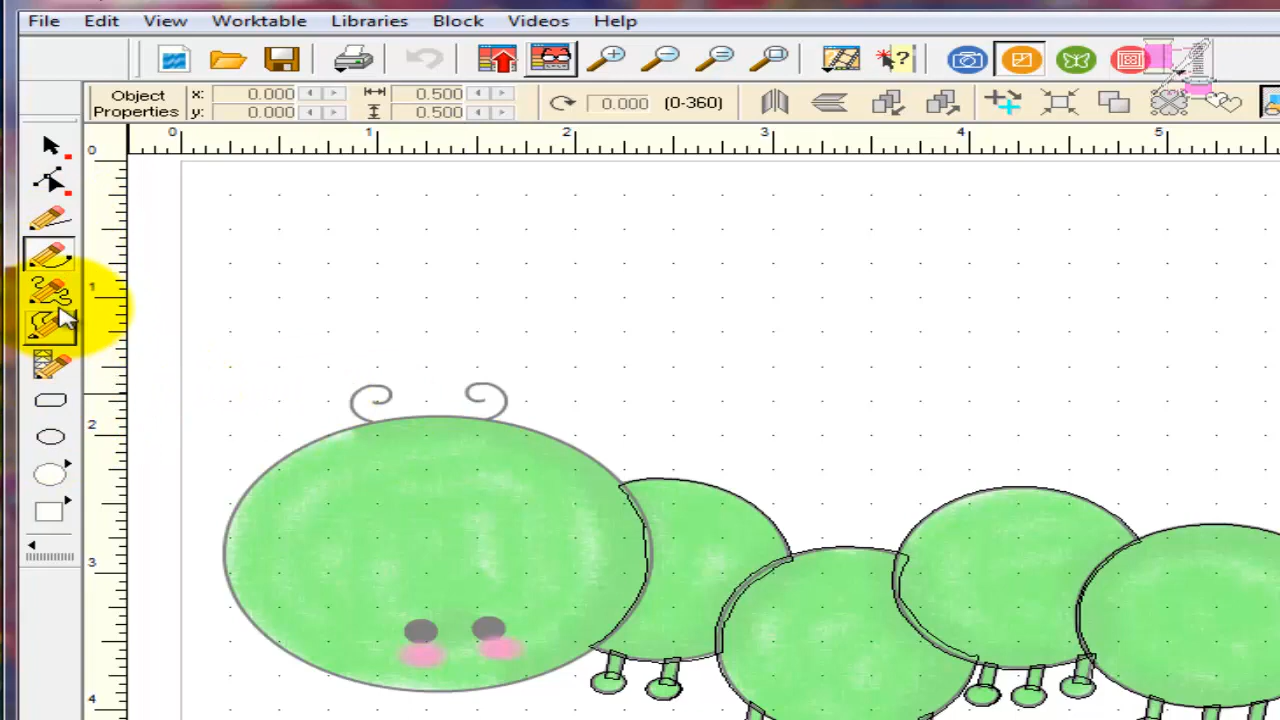 File Edit View Worktable Libraries Block Videos Help
?
Object Properties
x: 0.000 0.500 0.000 (0-360)
y: 0.000 0.500
0 1 2 3 4 5
0
1
2
3
4